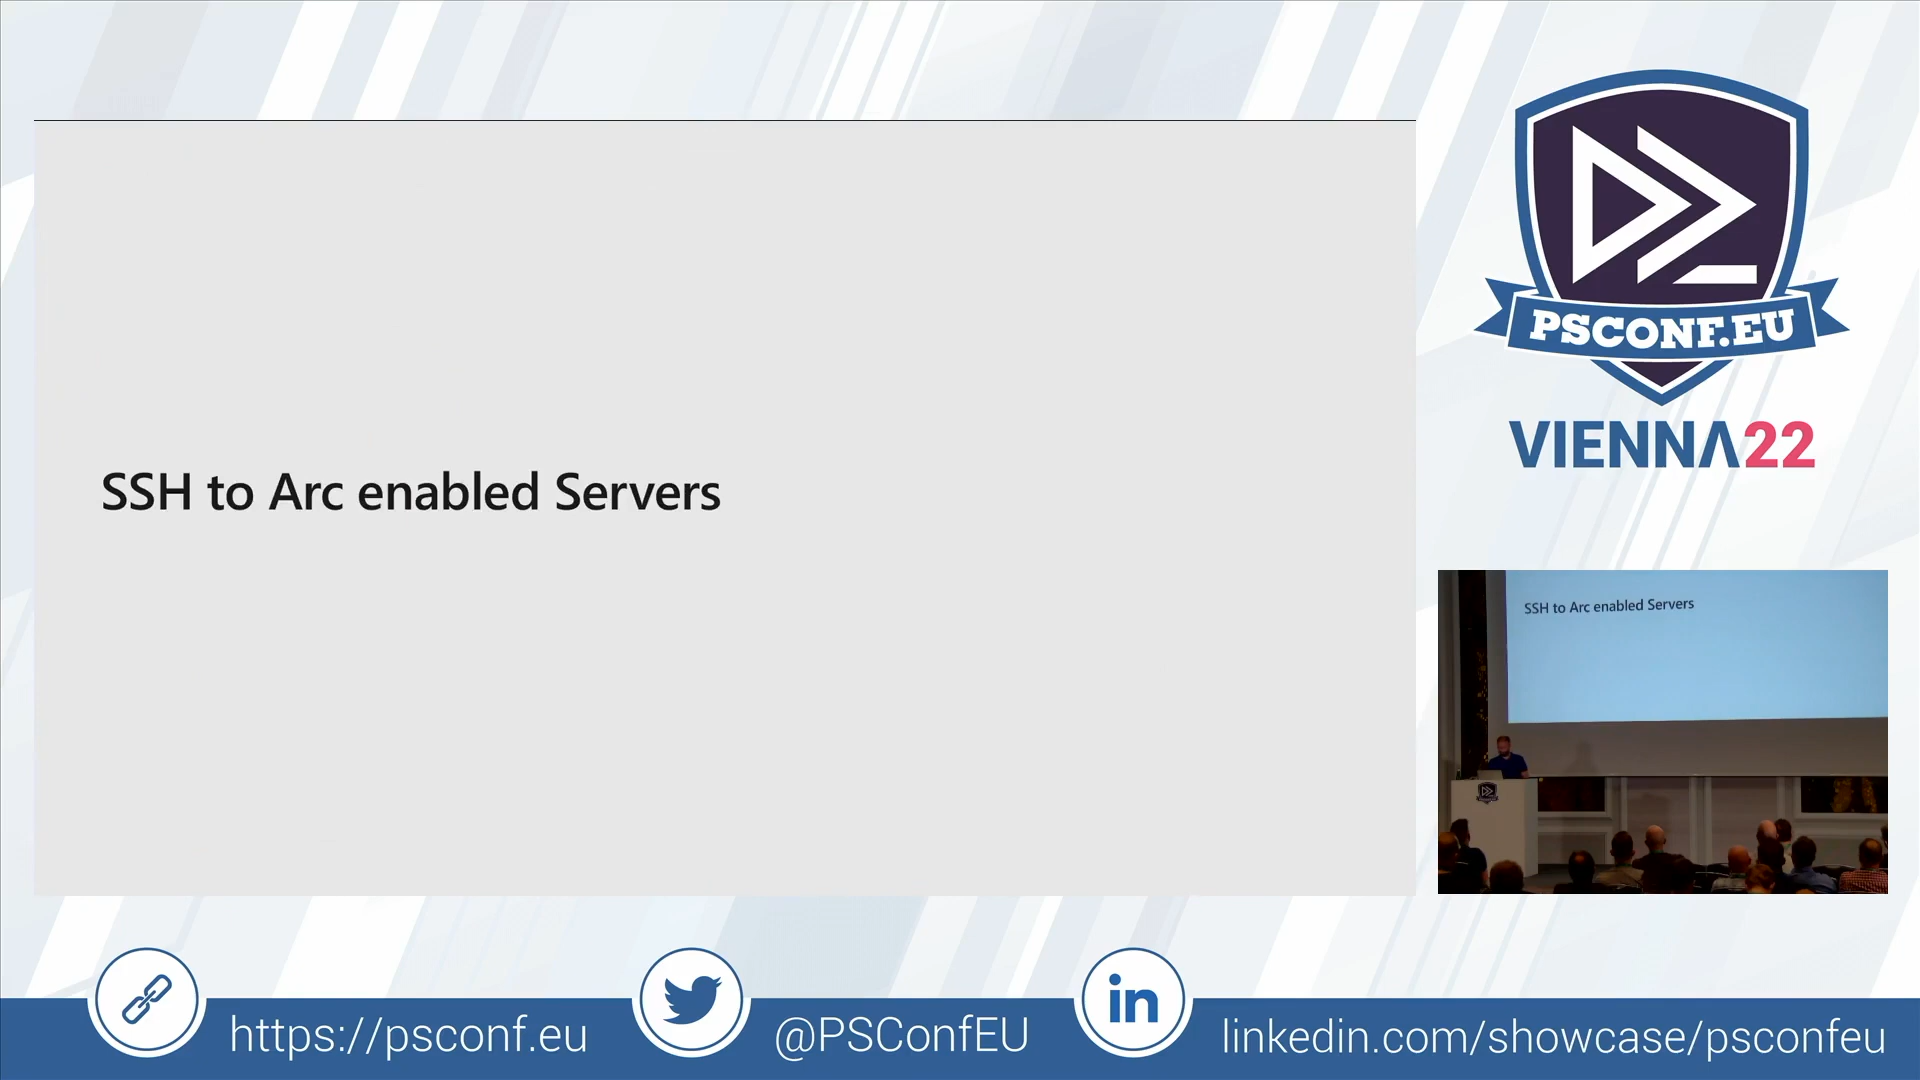 SSH to Arc enabled Servers
PSCONF.EU
VIENNA22
SSH to Arc enabled Servers
https://psconf.eu
@PSConfEU
in
linkedin.com/showcase/psconfeu